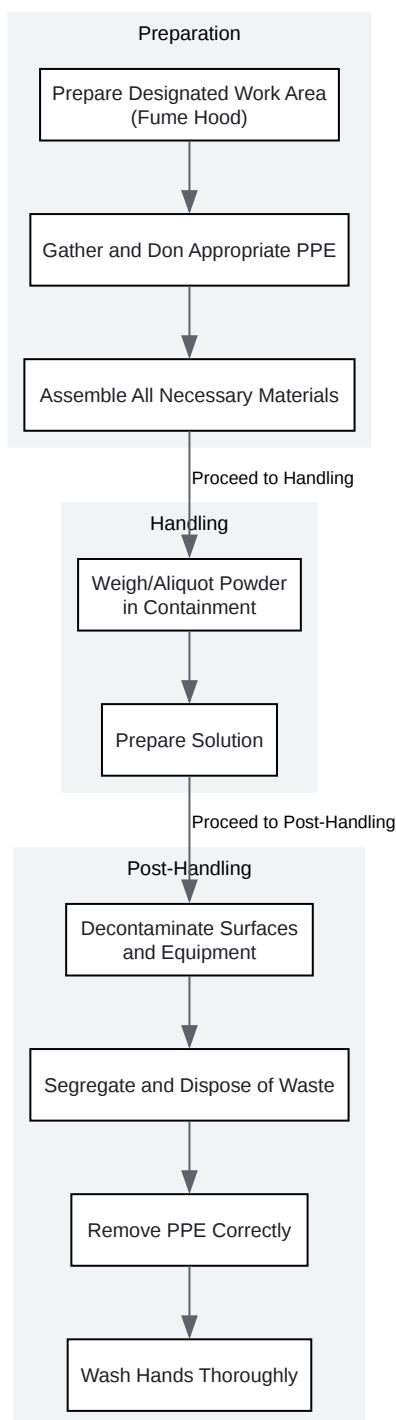 Preparation
Prepare Designated Work Area
(Fume Hood)
Gather and Don Appropriate PPE
Assemble All Necessary Materials
Proceed to Handling
Handling
Weigh/Aliquot Powder
in Containment
Prepare Solution
Proceed to Post-Handling
Post-Handling
Decontaminate Surfaces
and Equipment
Segregate and Dispose of Waste
Remove PPE Correctly
Wash Hands Thoroughly